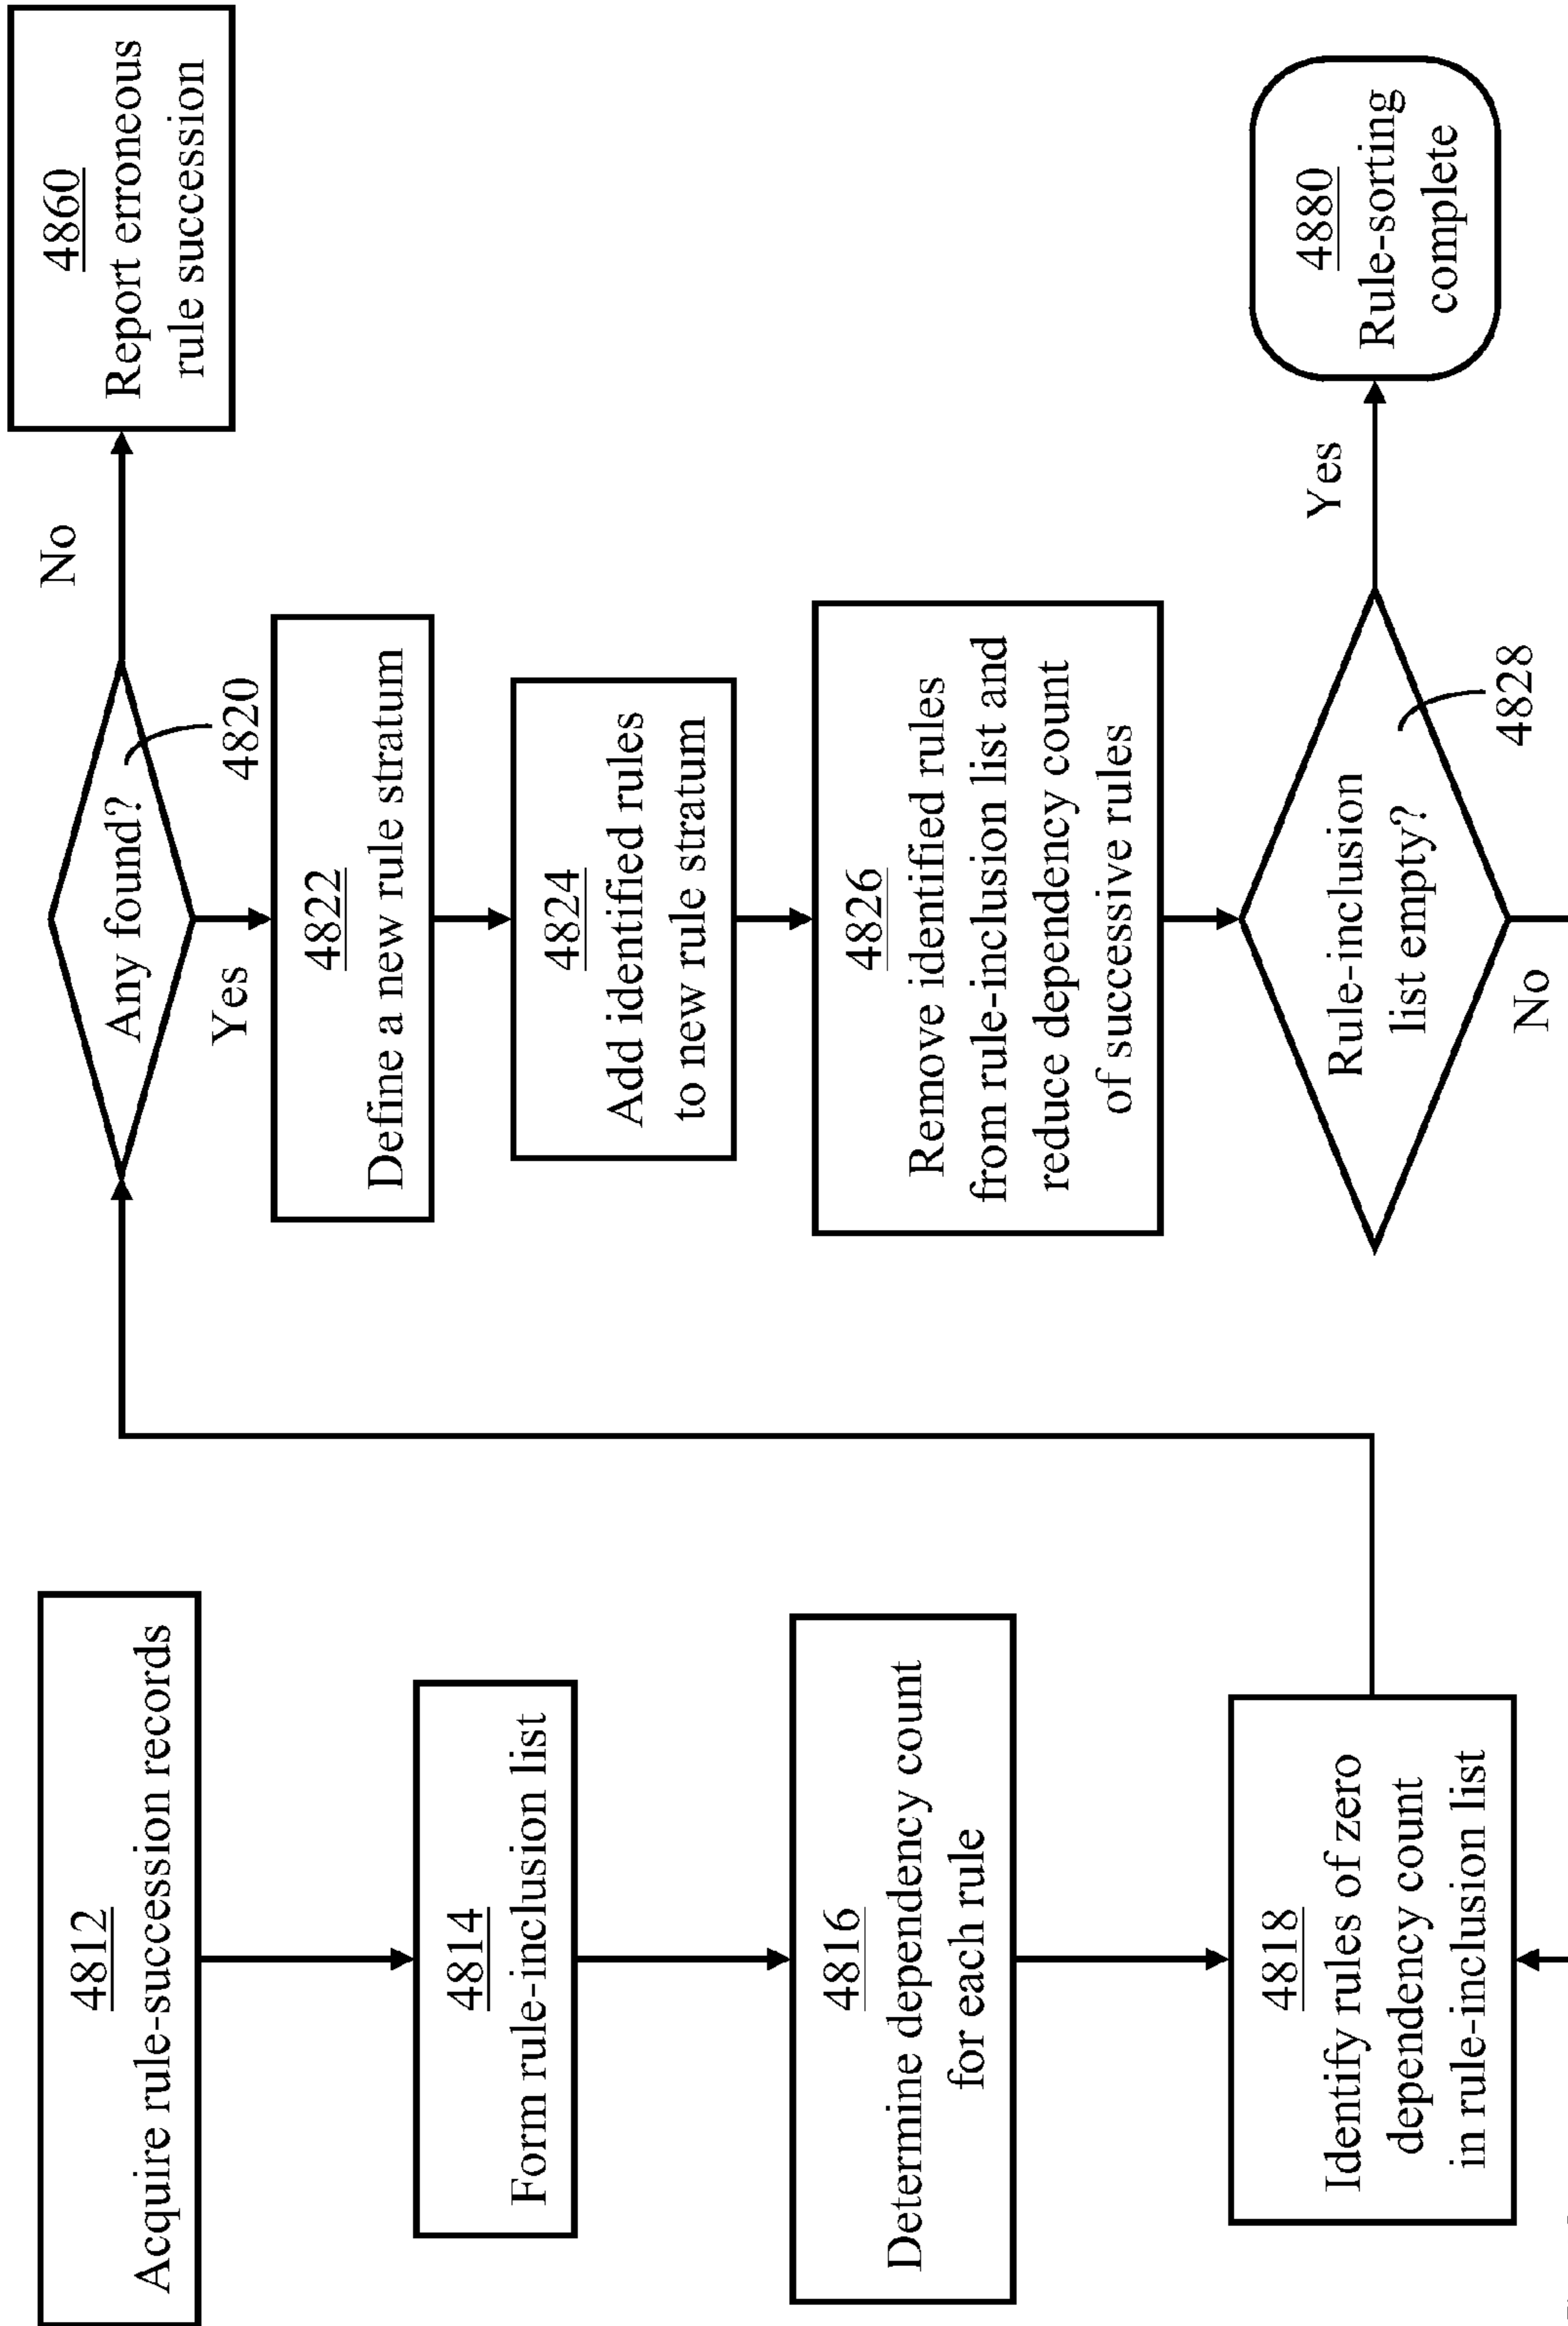 4812
Acquire rule-succession records
4814
Form rule-inclusion list
4816
Determine dependency count
for each rule
4818
Identify rules of zero
dependency count
in rule-inclusion list
Any found?
4820
No
4860
Report erroneous
rule succession
Yes
4822
Define a new rule stratum
4824
Add identified rules
to new rule stratum
4826
Remove identified rules
from rule-inclusion list and
reduce dependency count
of successive rules
Rule-inclusion
list empty?
4828
Yes
4880
Rule-sorting
complete
No